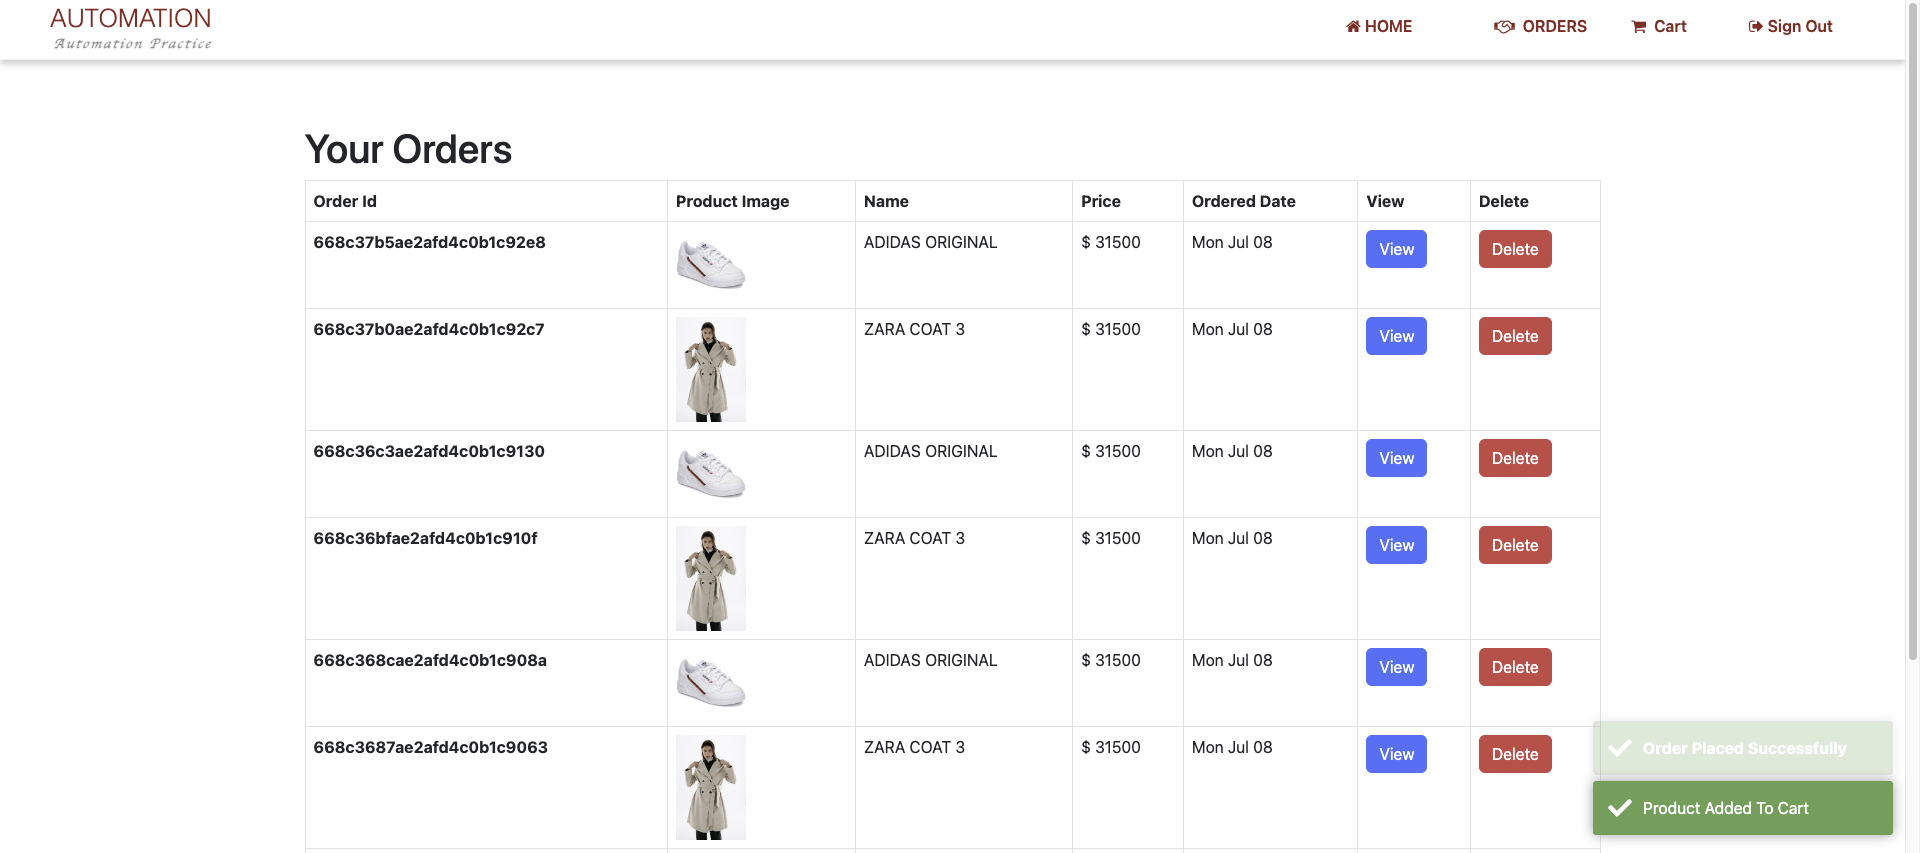 AUTOMATION
Automation Practice
HOME
ORDERS
Cart
Sign Out
Your Orders
Order Id Product Image Name Price Ordered Date View Delete
668c37b5ae2afd4c0b1c92e8 ADIDAS ORIGINAL $ 31500 Mon Jul 08 View Delete
668c37b0ae2afd4c0b1c92c7 ZARA COAT 3 $ 31500 Mon Jul 08 View Delete
668c36c3ae2afd4c0b1c9130 ADIDAS ORIGINAL $ 31500 Mon Jul 08 View Delete
668c36bfae2afd4c0b1c910f ZARA COAT 3 $ 31500 Mon Jul 08 View Delete
668c368cae2afd4c0b1c908a ADIDAS ORIGINAL $ 31500 Mon Jul 08 View Delete
668c3687ae2afd4c0b1c9063 ZARA COAT 3 $ 31500 Mon Jul 08 View Delete
Order Placed Successfully
Product Added To Cart